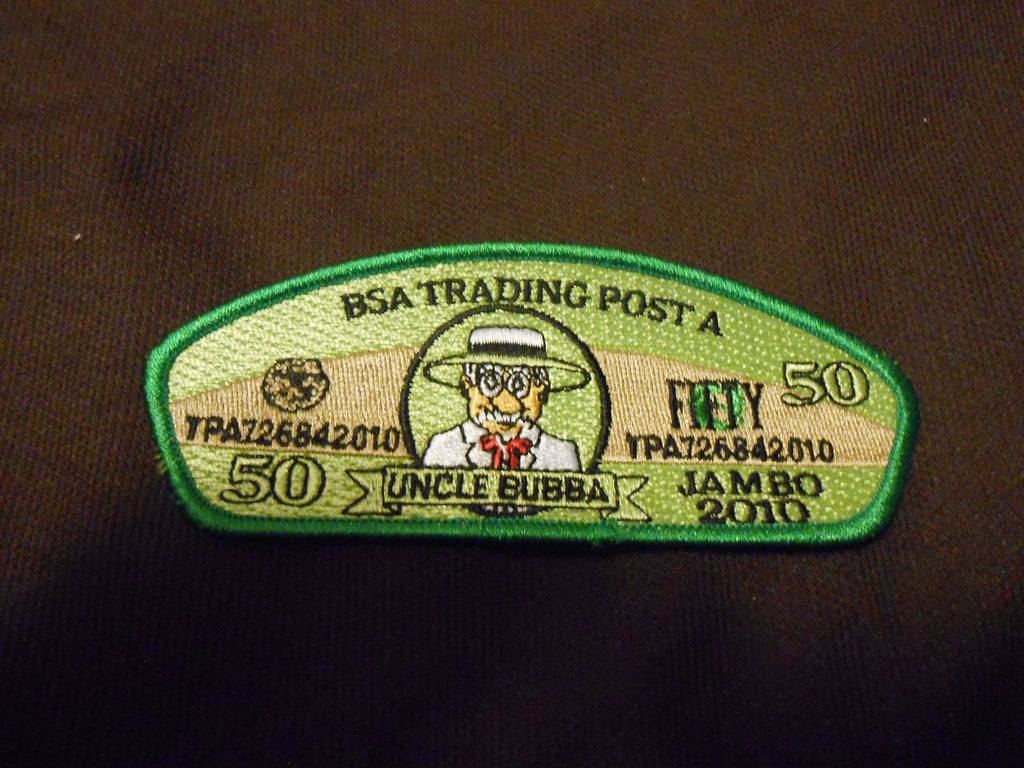 BSA TRADING POST A
50
FIFTY
TPA726842010
TPA726842010
50
UNCLE BUBBA
JAMBO
2010